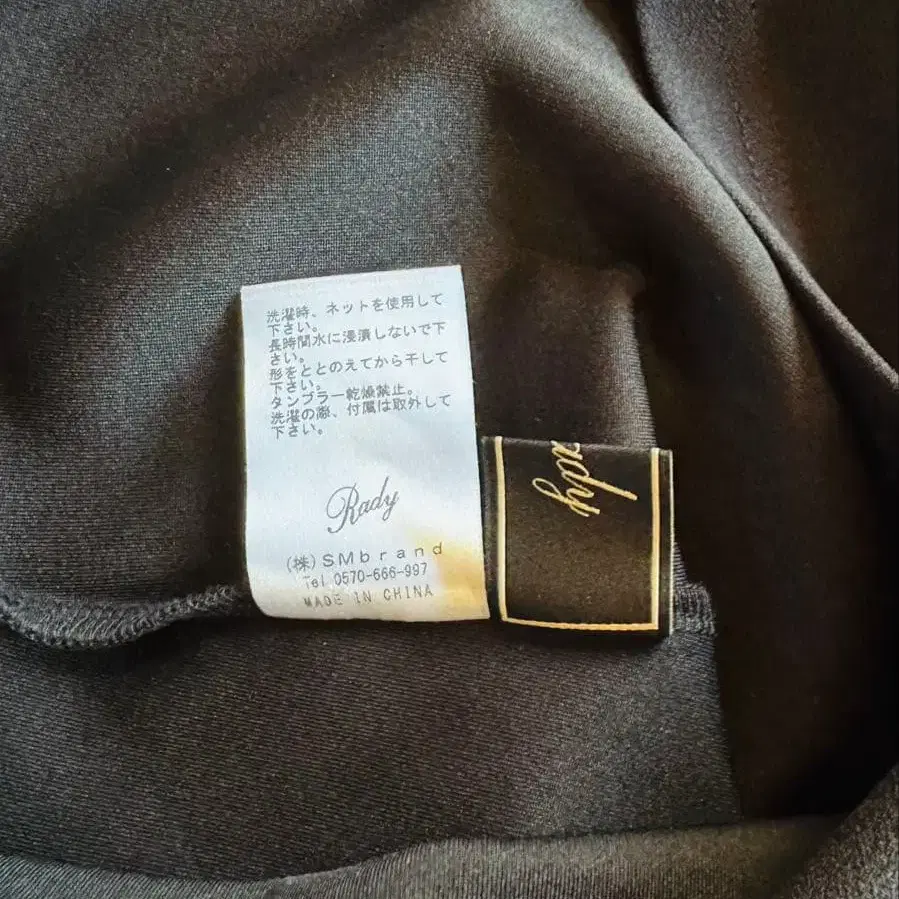 洗濯時、ネットを使用して
下さい。
長時間水に浸漬しないで下
さい。
形をととのえてから干して
下さい。
タンブラー乾燥禁止。
洗濯の際、付属は取外して
下さい。
Rady
(株)SMbrand
Tel 0570-666-997
MADE IN CHINA
ady